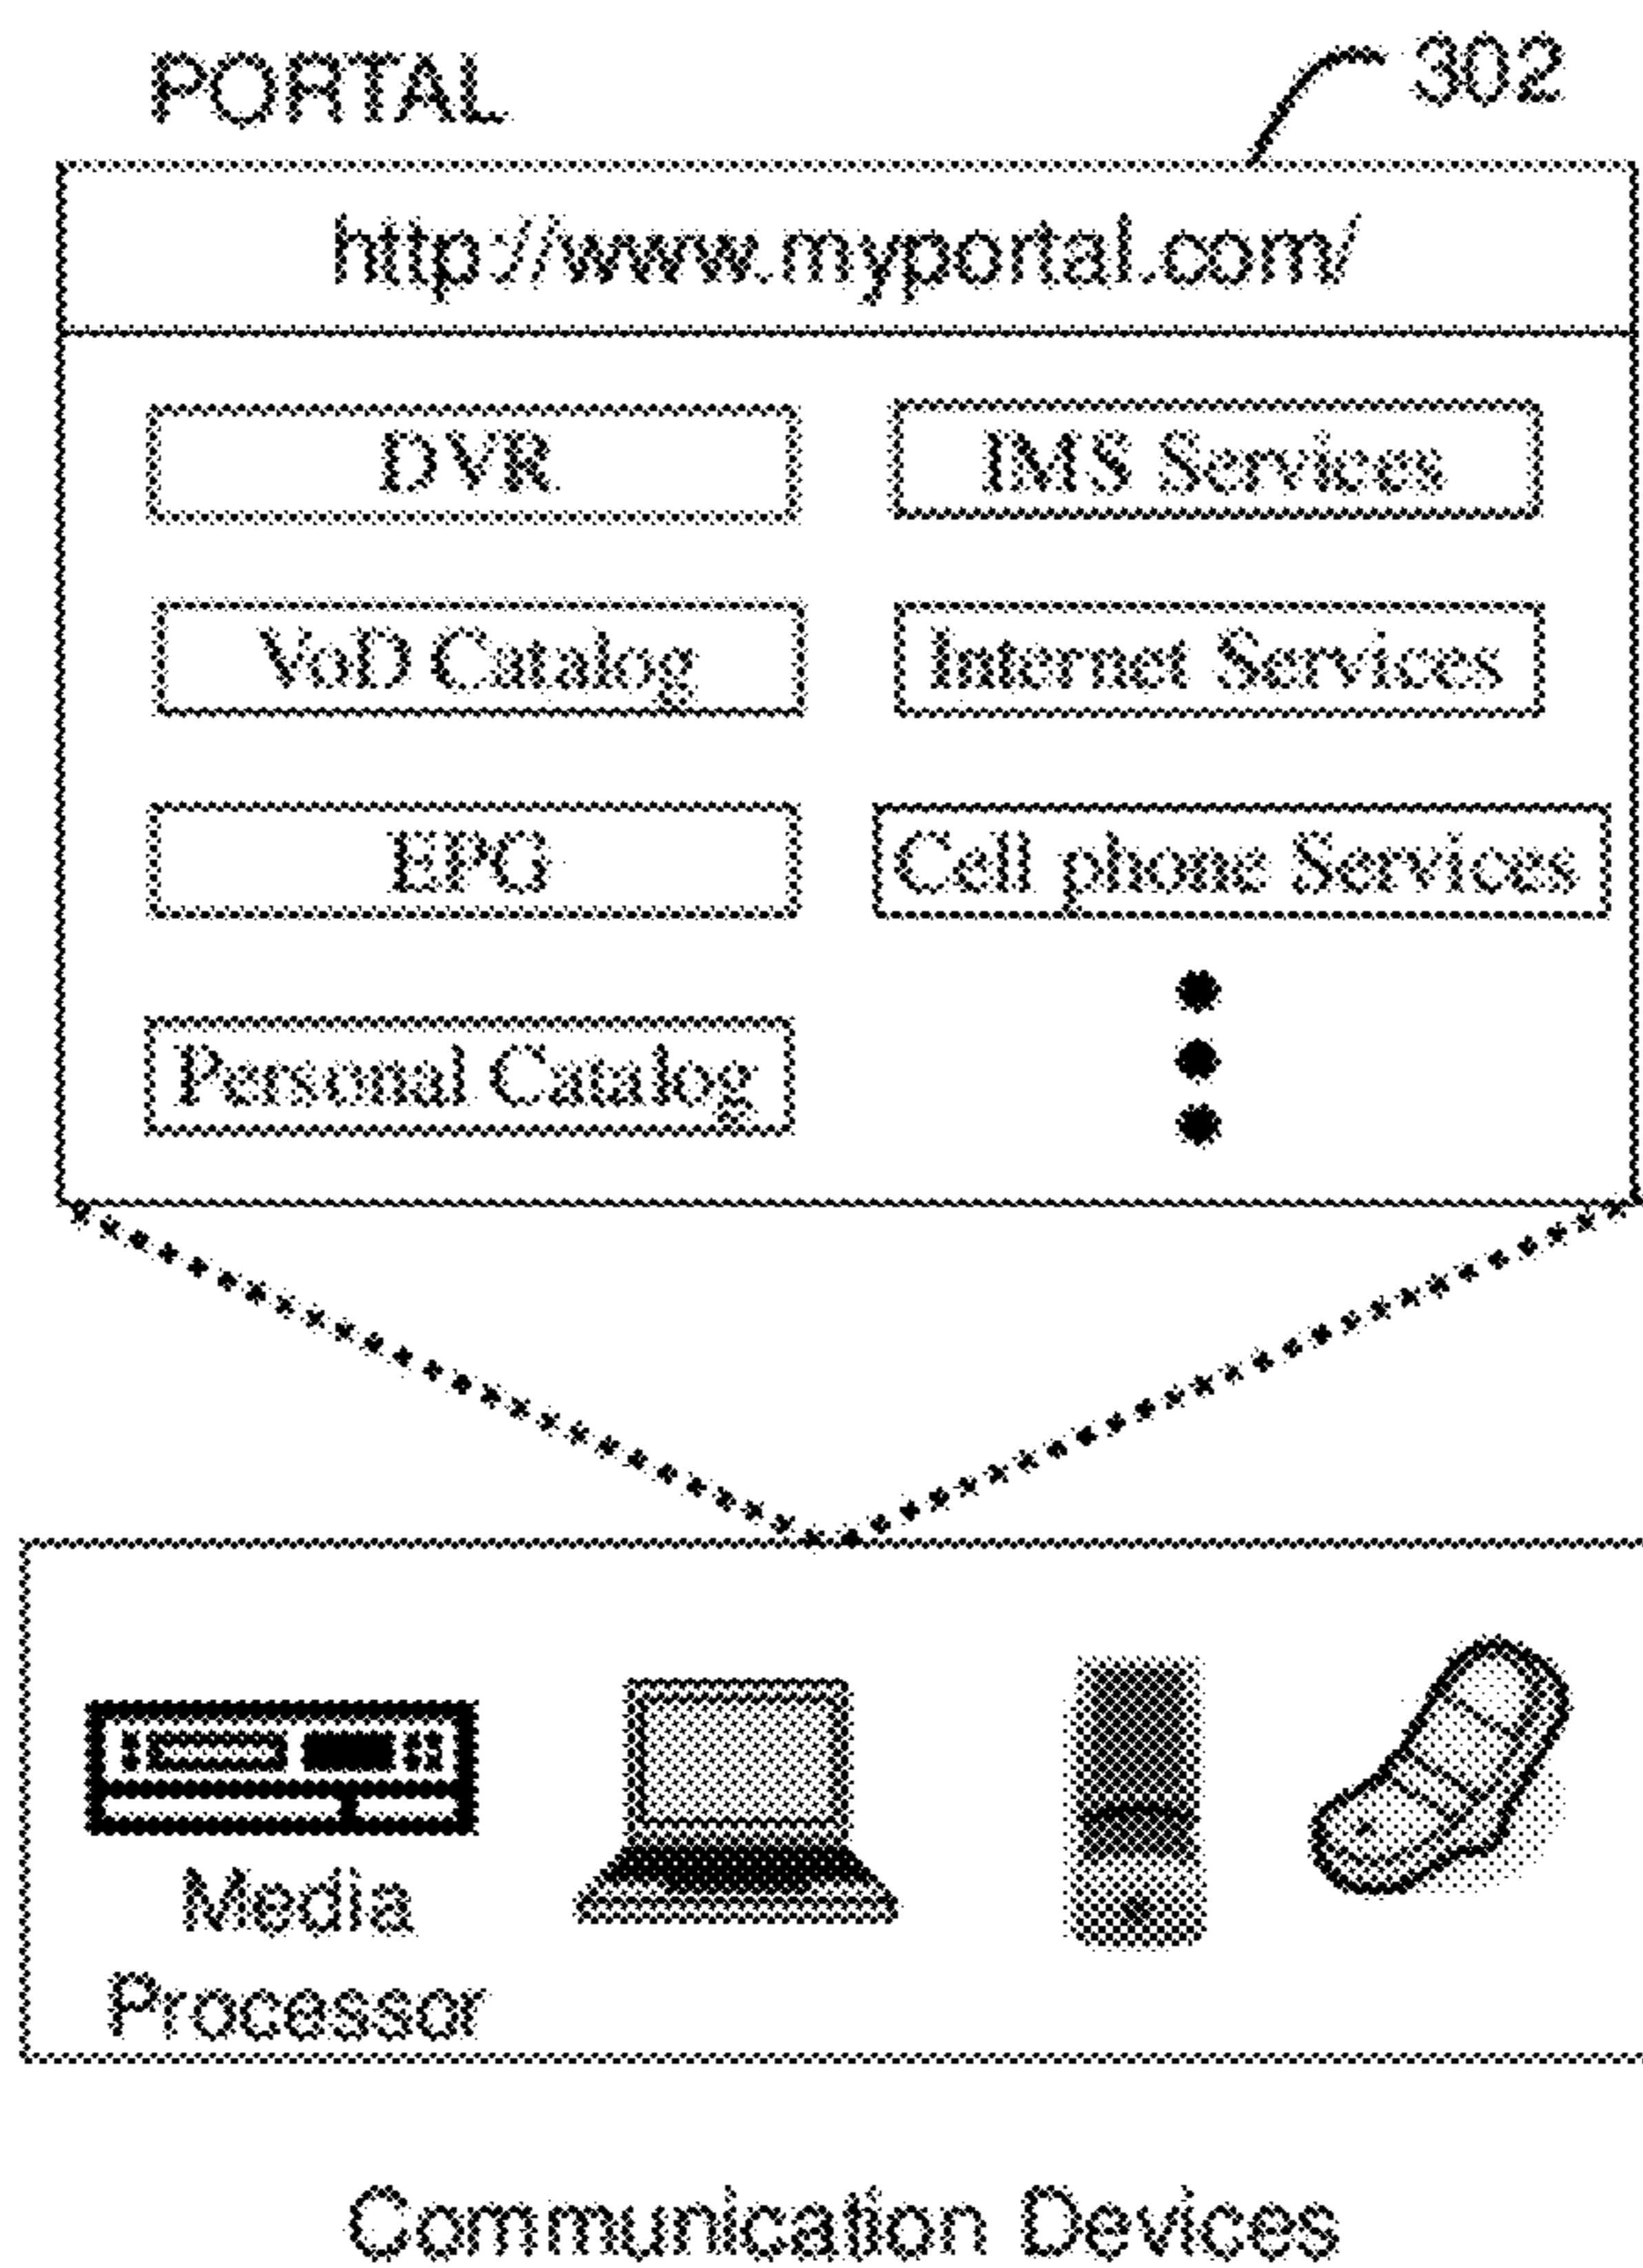 PORTAL
302
http://www.myportal.com/
DVR
IMS Services
VoD Catalog
Internet Services
EPG
Cell phone Services
Personal Catalog
Media
Processor
Communication Devices